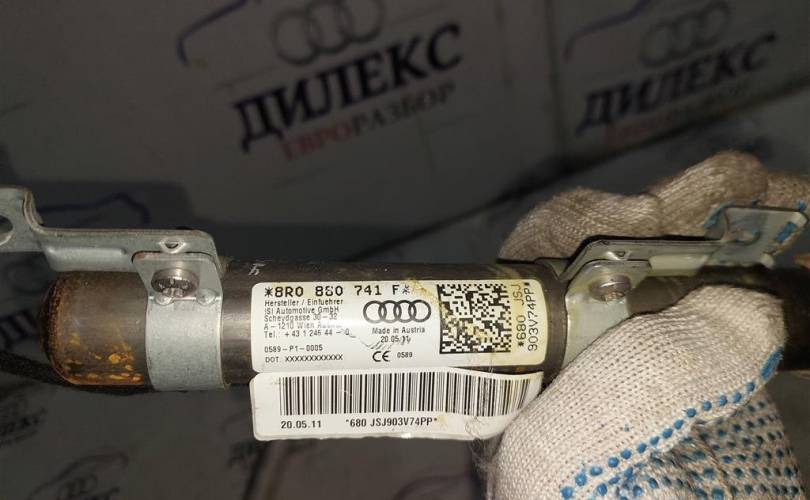 ДИЛЕКС
ЕВРОРАЗБОР
ДИЛЕКС
ЕВРОРАЗБОР
*8R0 880 741 F*
Hersteller / Einfuehrer
iSi Automotive GmbH
Scheydgasse 30-32
A - 1210 Wien
Tel.: + 43 1 246 44 - 0
0589-P1-0005
DOT: XXXXXXXXXXXX
Made in Austria
20.05.11
CE 0589
*680 JSJ
903V74PP*
20.05.11 *680 JSJ903V74PP*